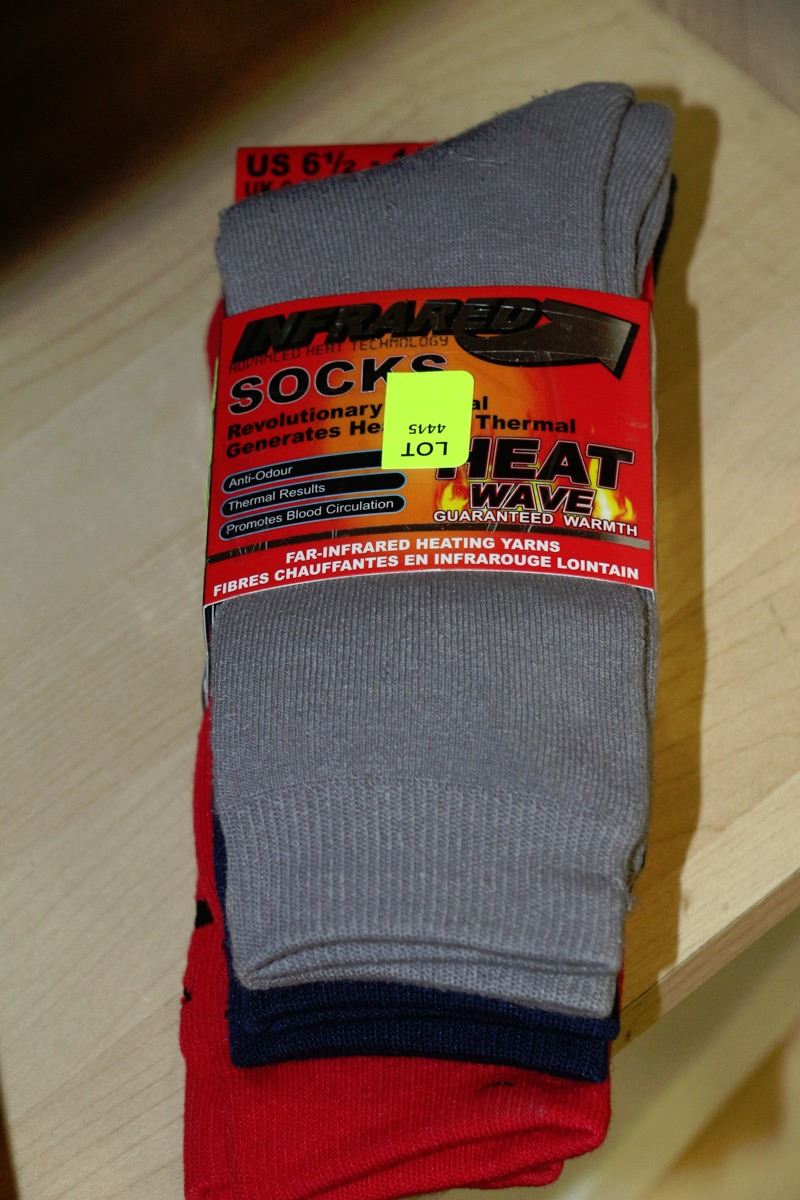 US 6½ -
UK
INFRARED
ADVANCED HEAT TECHNOLOGY
SOCKS
Revolutionary
Generates Thermal
LOT
4415
HEAT
WAVE
GUARANTEED WARMTH
Anti-Odour
Thermal Results
Promotes Blood Circulation
FAR-INFRARED HEATING YARNS
FIBRES CHAUFFANTES EN INFRAROUGE LOINTAIN